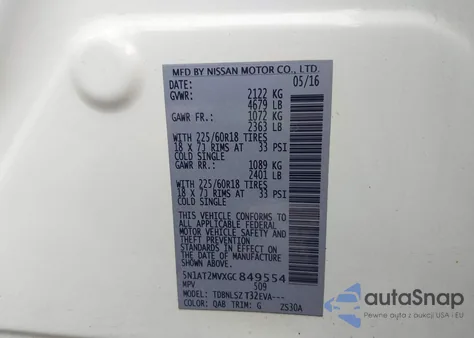 MFD BY NISSAN MOTOR CO., LTD.
DATE: 05/16
GVWR: 2122 KG
4679 LB
GAWR FR.: 1072 KG
2363 LB
WITH 225/60R18 TIRES
18 X 7J RIMS AT 33 PSI
COLD SINGLE
GAWR RR.: 1089 KG
2401 LB
WITH 225/60R18 TIRES
18 X 7J RIMS AT 33 PSI
COLD SINGLE
THIS VEHICLE CONFORMS TO
ALL APPLICABLE FEDERAL
MOTOR VEHICLE SAFETY AND
STANDARDS IN EFFECT ON
THE DATE OF MANUFACTURE
SHOWN ABOVE.
5N1AT2MVXGC849554
MPV 509
MODEL: TDBNLSZ T32EVA---
COLOR: QAB TRIM: G 2S30A
autoSnap
Vehicle Auction History